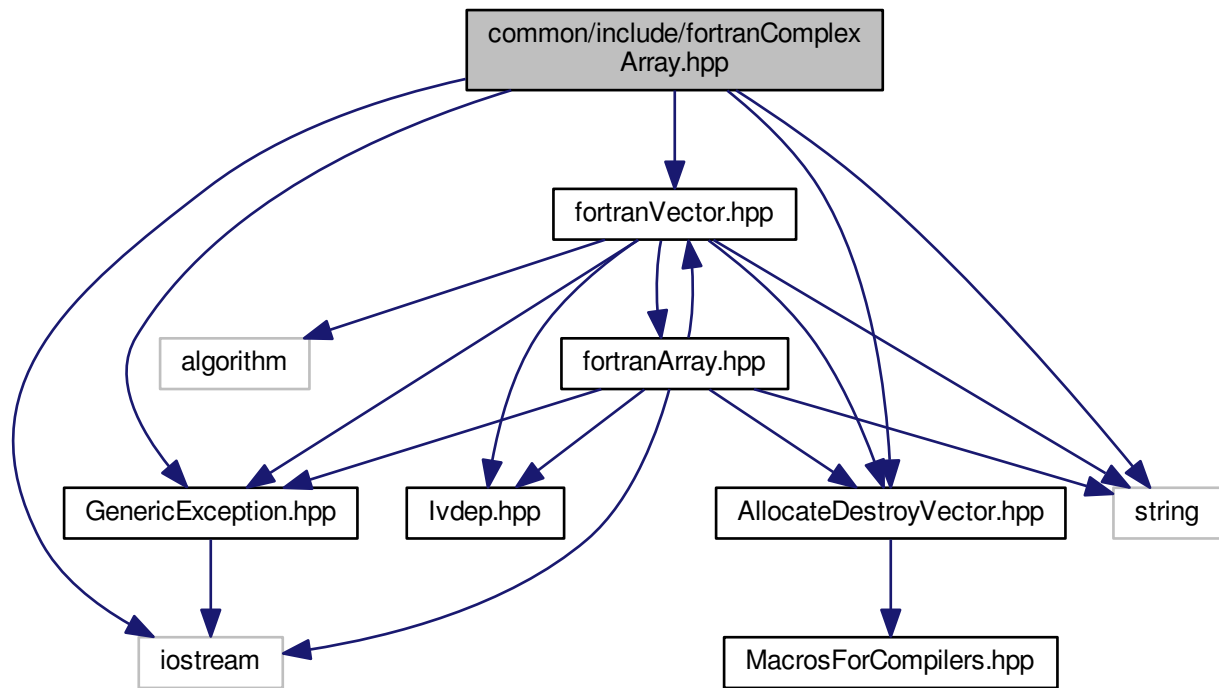 common/include/fortranComplex
Array.hpp
fortranVector.hpp
algorithm
fortranArray.hpp
GenericException.hpp
Ivdep.hpp
AllocateDestroyVector.hpp
string
iostream
MacrosForCompilers.hpp